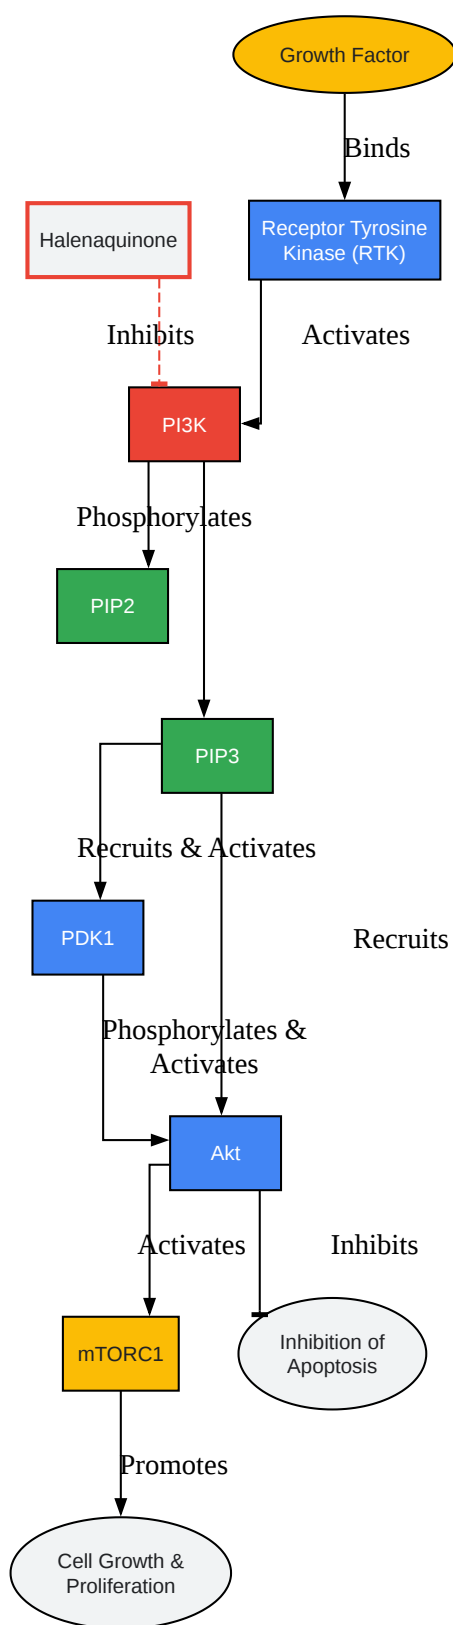 Growth Factor
Binds
Halenaquinone
Receptor Tyrosine
Kinase (RTK)
Inhibits
Activates
PI3K
Phosphorylates
PIP2
PIP3
Recruits & Activates
PDK1
Recruits
Phosphorylates &
Activates
Akt
Activates
Inhibits
mTORC1
Inhibition of
Apoptosis
Promotes
Cell Growth &
Proliferation